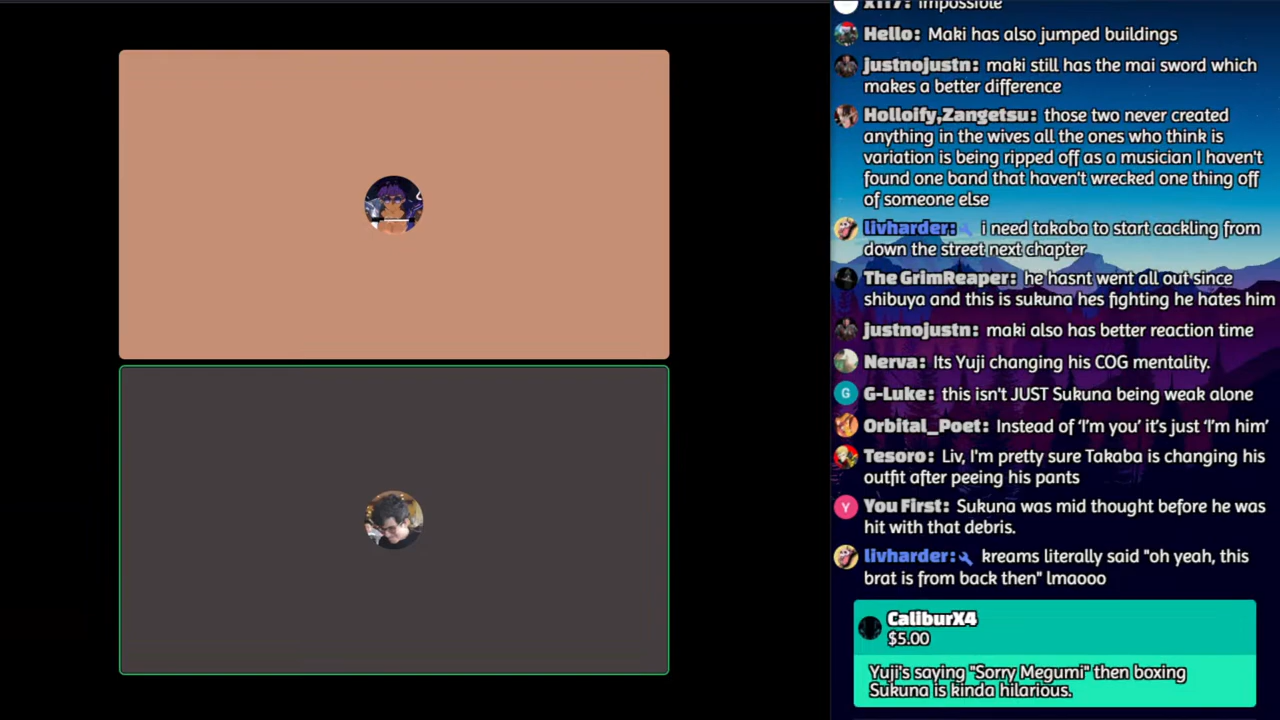 X117: impossible
Hello: Maki has also jumped buildings
justnojustn: maki still has the mai sword which
makes a better difference
Holloify,Zangetsu: those two never created
anything in the wives all the ones who think is
variation is being ripped off as a musician I haven't
found one band that haven't wrecked one thing off
of someone else
livharder: i need takaba to start cackling from
down the street next chapter
The GrimReaper: he hasnt went all out since
shibuya and this is sukuna hes fighting he hates him
justnojustn: maki also has better reaction time
Nerva: Its Yuji changing his COG mentality.
G
G-Luke: this isn't JUST Sukuna being weak alone
Orbital_Poet: Instead of ‘I'm you’ it's just ‘I'm him’
Tesoro: Liv, I'm pretty sure Takaba is changing his
outfit after peeing his pants
Y
You First: Sukuna was mid thought before he was
hit with that debris.
livharder: kreams literally said "oh yeah, this
brat is from back then" lmaooo
CaliburX4
$5.00
Yuji's saying "Sorry Megumi" then boxing
Sukuna is kinda hilarious.